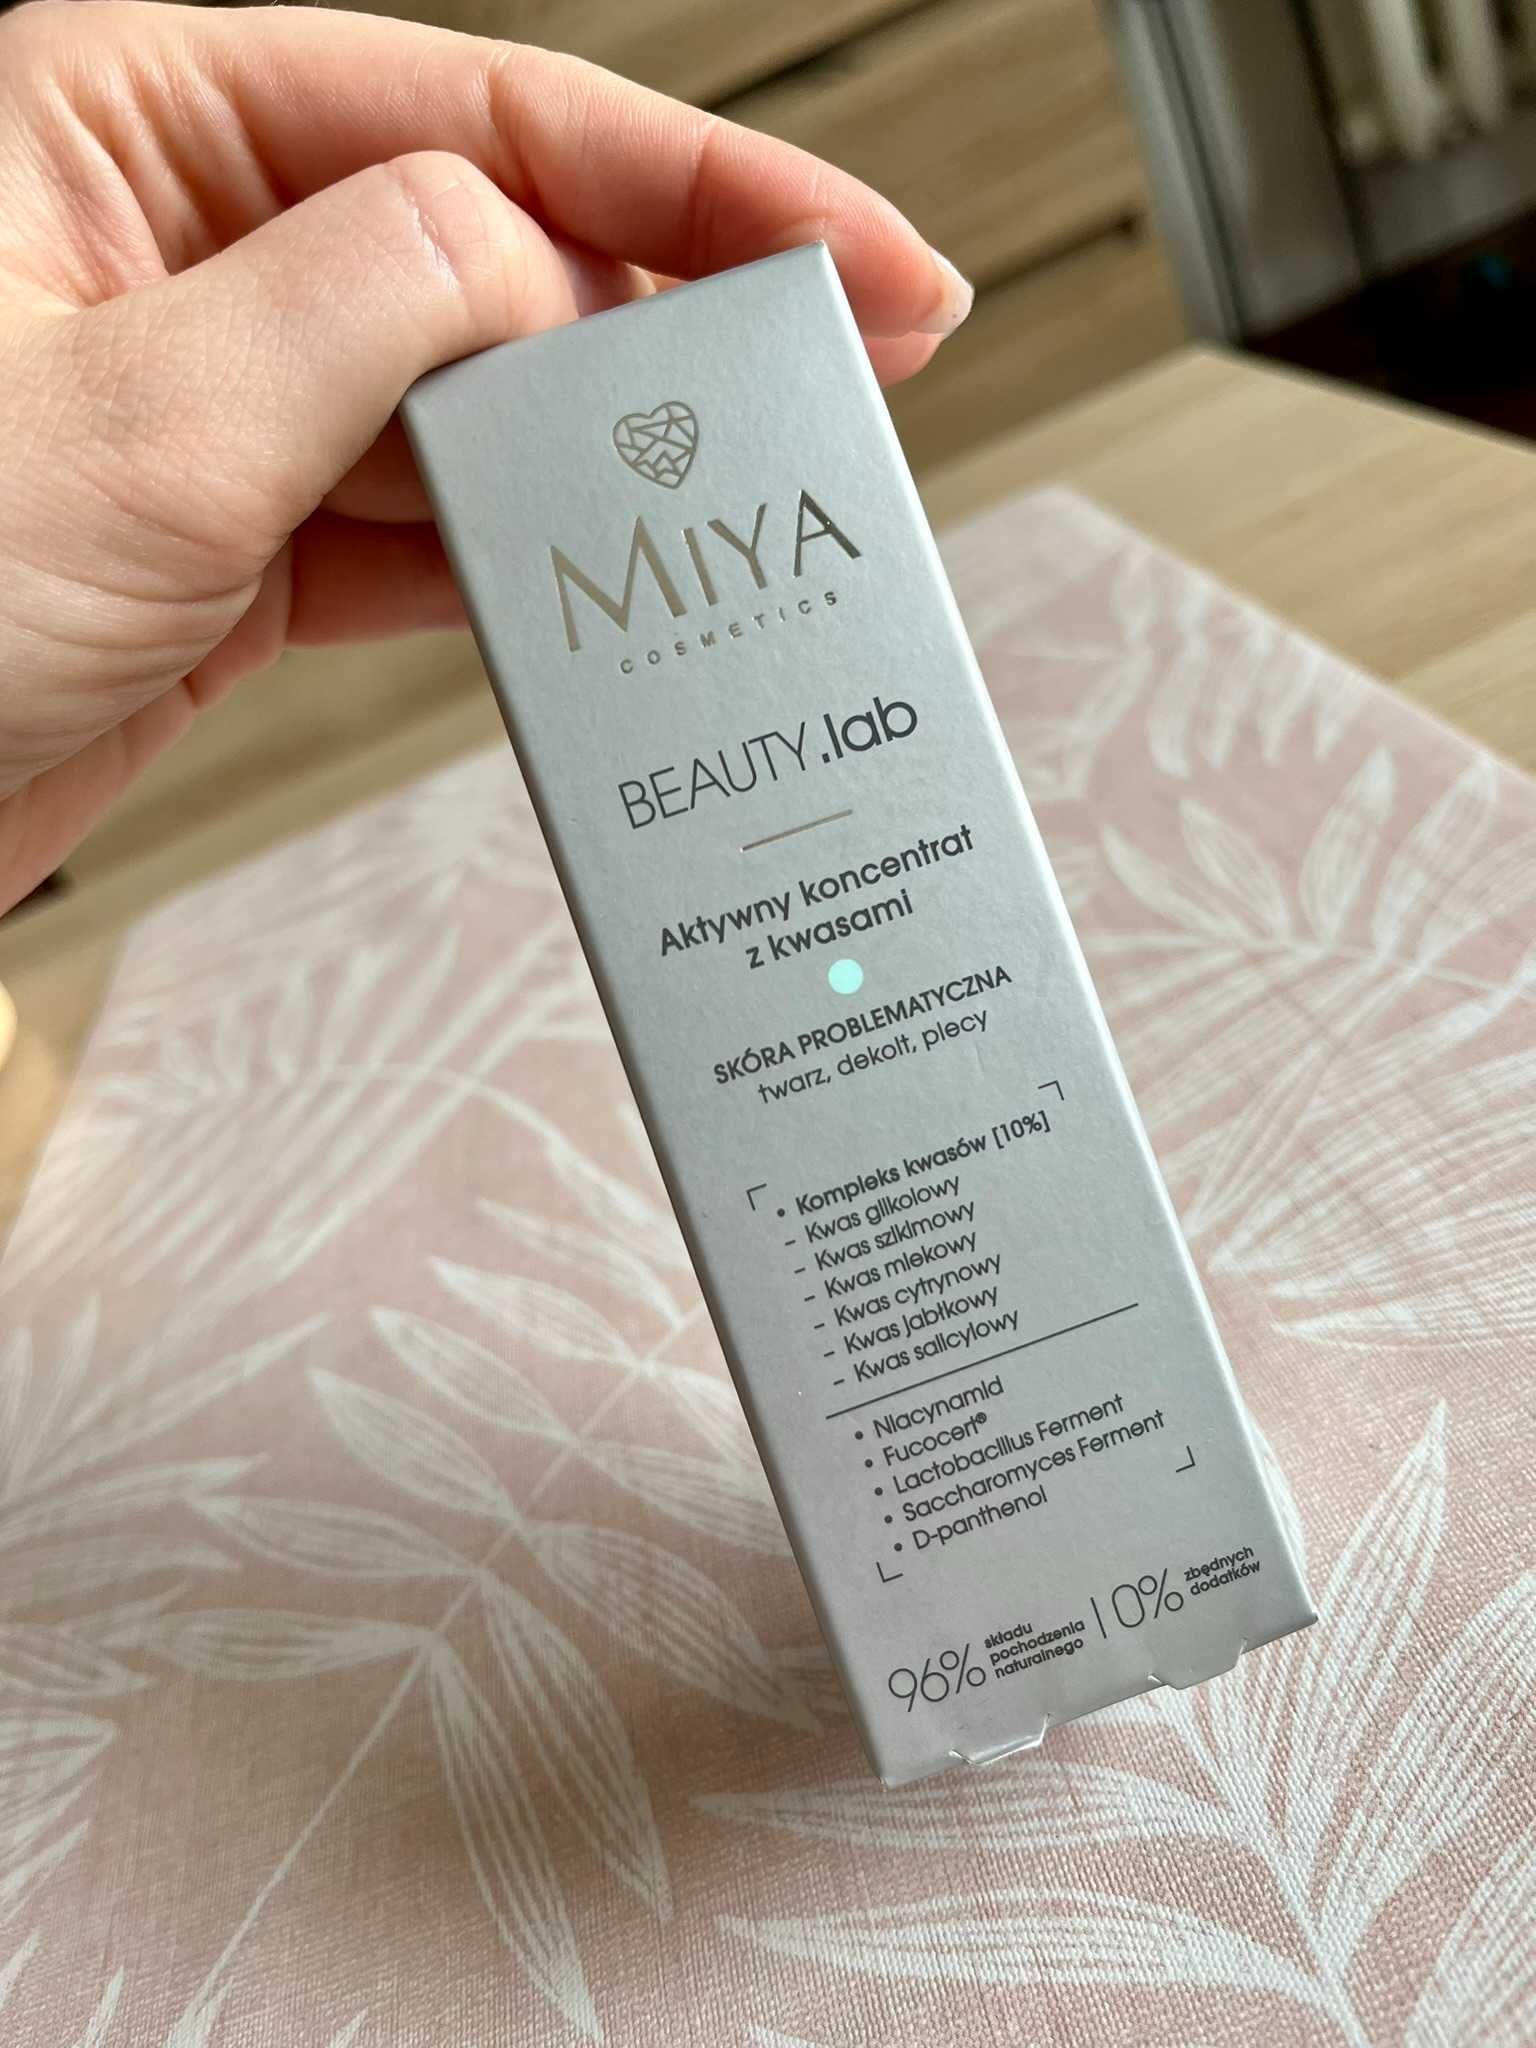 MIYA
COSMETICS
BEAUTY.lab
Aktywny koncentrat
z kwasami
SKÓRA PROBLEMATYCZNA
twarz, dekolt, plecy
• Kompleks kwasów [10%]
– Kwas glikolowy
– Kwas szikimowy
– Kwas mlekowy
– Kwas cytrynowy
– Kwas jabłkowy
– Kwas salicylowy
• Niacynamid
• Fucocert®
• Lactobacillus Ferment
• Saccharomyces Ferment
• D-panthenol
96% składu
pochodzenia
naturalnego
0% zbędnych
dodatków